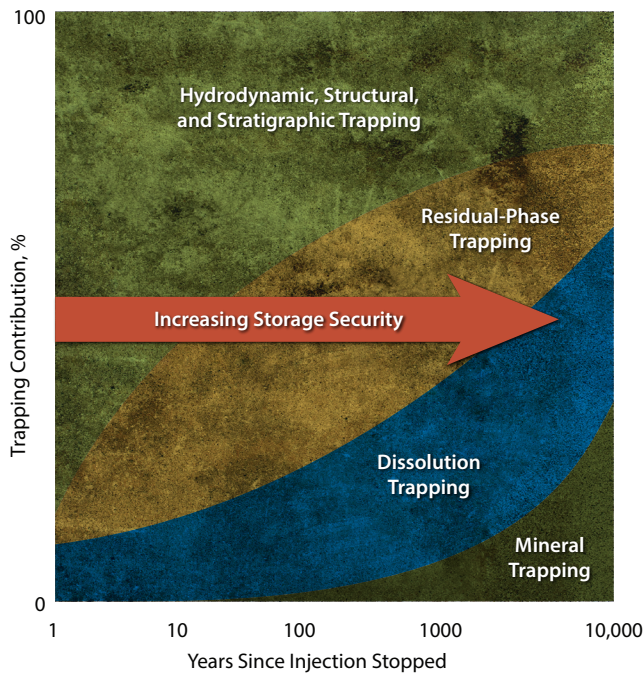 100
Hydrodynamic, Structural,
and Stratigraphic Trapping
Residual-Phase
Trapping
Increasing Storage Security
Trapping Contribution, %
Dissolution
Trapping
Mineral
Trapping
0
1 10 100 1000 10,000
Years Since Injection Stopped